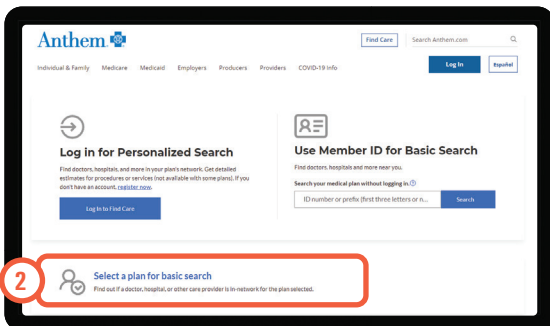 Anthem
Find Care
Search Anthem.com
Individual & Family Medicare Medicaid Employers Producers Providers COVID-19 Info
Log In
Español
Log in for Personalized Search
Find doctors, hospitals, and more in your plan's network. Get detailed
estimates for procedures or services (not available with some plans). If you
don't have an account, register now.
Log In to Find Care
Use Member ID for Basic Search
Find doctors, hospitals and more near you.
Search your medical plan without logging in.
ID number or prefix (first three letters or n...
Search
2
Select a plan for basic search
Find out if a doctor, hospital, or other care provider is in-network for the plan selected.